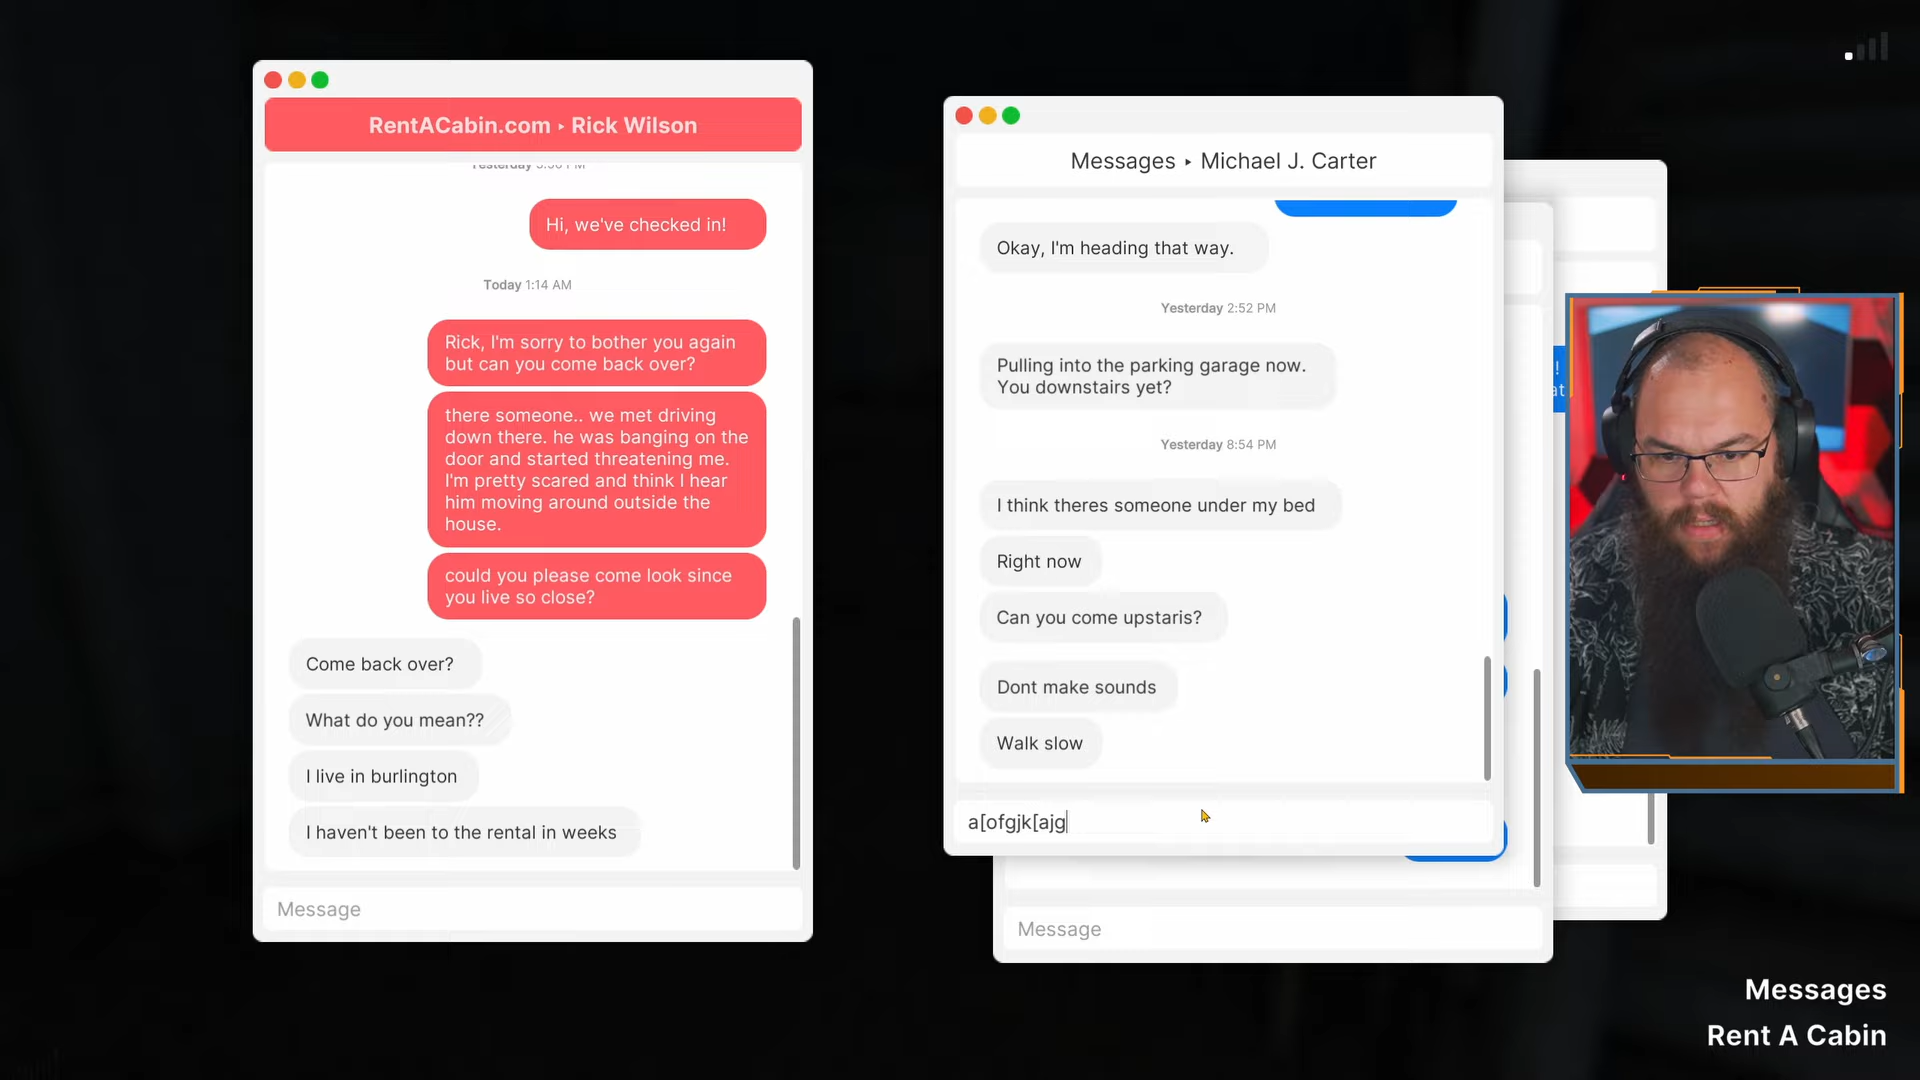 RentACabin.com ▸ Rick Wilson
Hi, we've checked in!
Today 1:14 AM
Rick, I'm sorry to bother you again
but can you come back over?
there someone.. we met driving
down there. he was banging on the
door and started threatening me.
I'm pretty scared and think I hear
him moving around outside the
house.
could you please come look since
you live so close?
Come back over?
What do you mean??
I live in burlington
I haven't been to the rental in weeks
Message
Messages ▸ Michael J. Carter
Okay, I'm heading that way.
Yesterday 2:52 PM
Pulling into the parking garage now.
You downstairs yet?
Yesterday 8:54 PM
I think theres someone under my bed
Right now
Can you come upstaris?
Dont make sounds
Walk slow
a[ofgjk[ajg
Message
Messages
Rent A Cabin